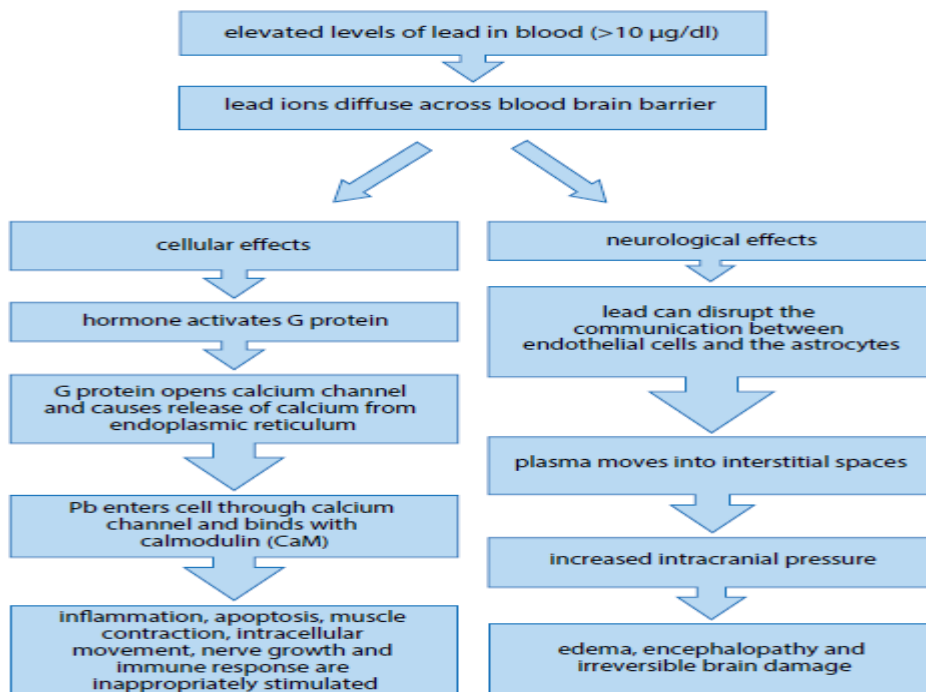 elevated levels of lead in blood (>10 µg/dl)
lead ions diffuse across blood brain barrier
cellular effects
hormone activates G protein
G protein opens calcium channel
and causes release of calcium from
endoplasmic reticulum
Pb enters cell through calcium
channel and binds with
calmodulin (CaM)
inflammation, apoptosis, muscle
contraction, intracellular
movement, nerve growth and
immune response are
inappropriately stimulated
neurological effects
lead can disrupt the
communication between
endothelial cells and the astrocytes
plasma moves into interstitial spaces
increased intracranial pressure
edema, encephalopathy and
irreversible brain damage